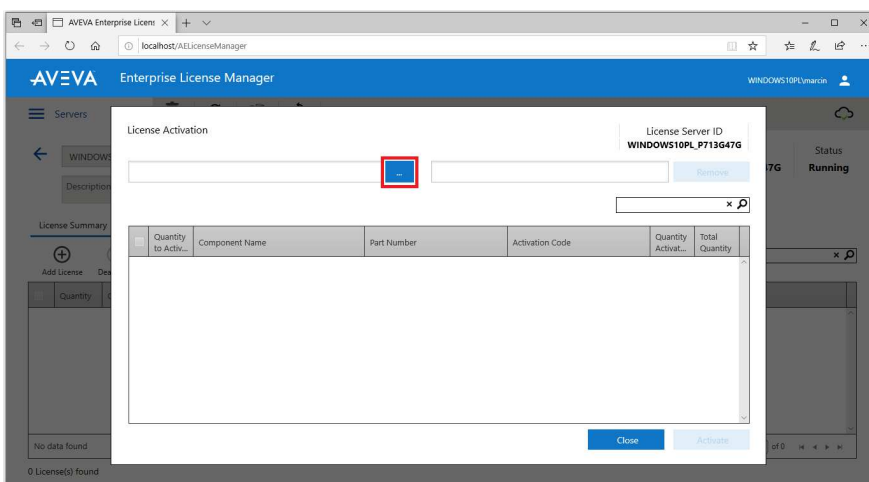 AVEVA Enterprise Licens
localhost/AELicenseManager
AVEVA Enterprise License Manager
WINDOWS10PL\marcin
Servers
License Activation
License Server ID
WINDOWS10PL_P713G47G
WINDOWS
7G
Status
Running
...
Remove
Description
License Summary
Quantity to Activ...
Component Name
Part Number
Activation Code
Quantity Activat...
Total Quantity
Add License
Dea
Quantity
Close
Activate
No data found
of 0
0 License(s) found